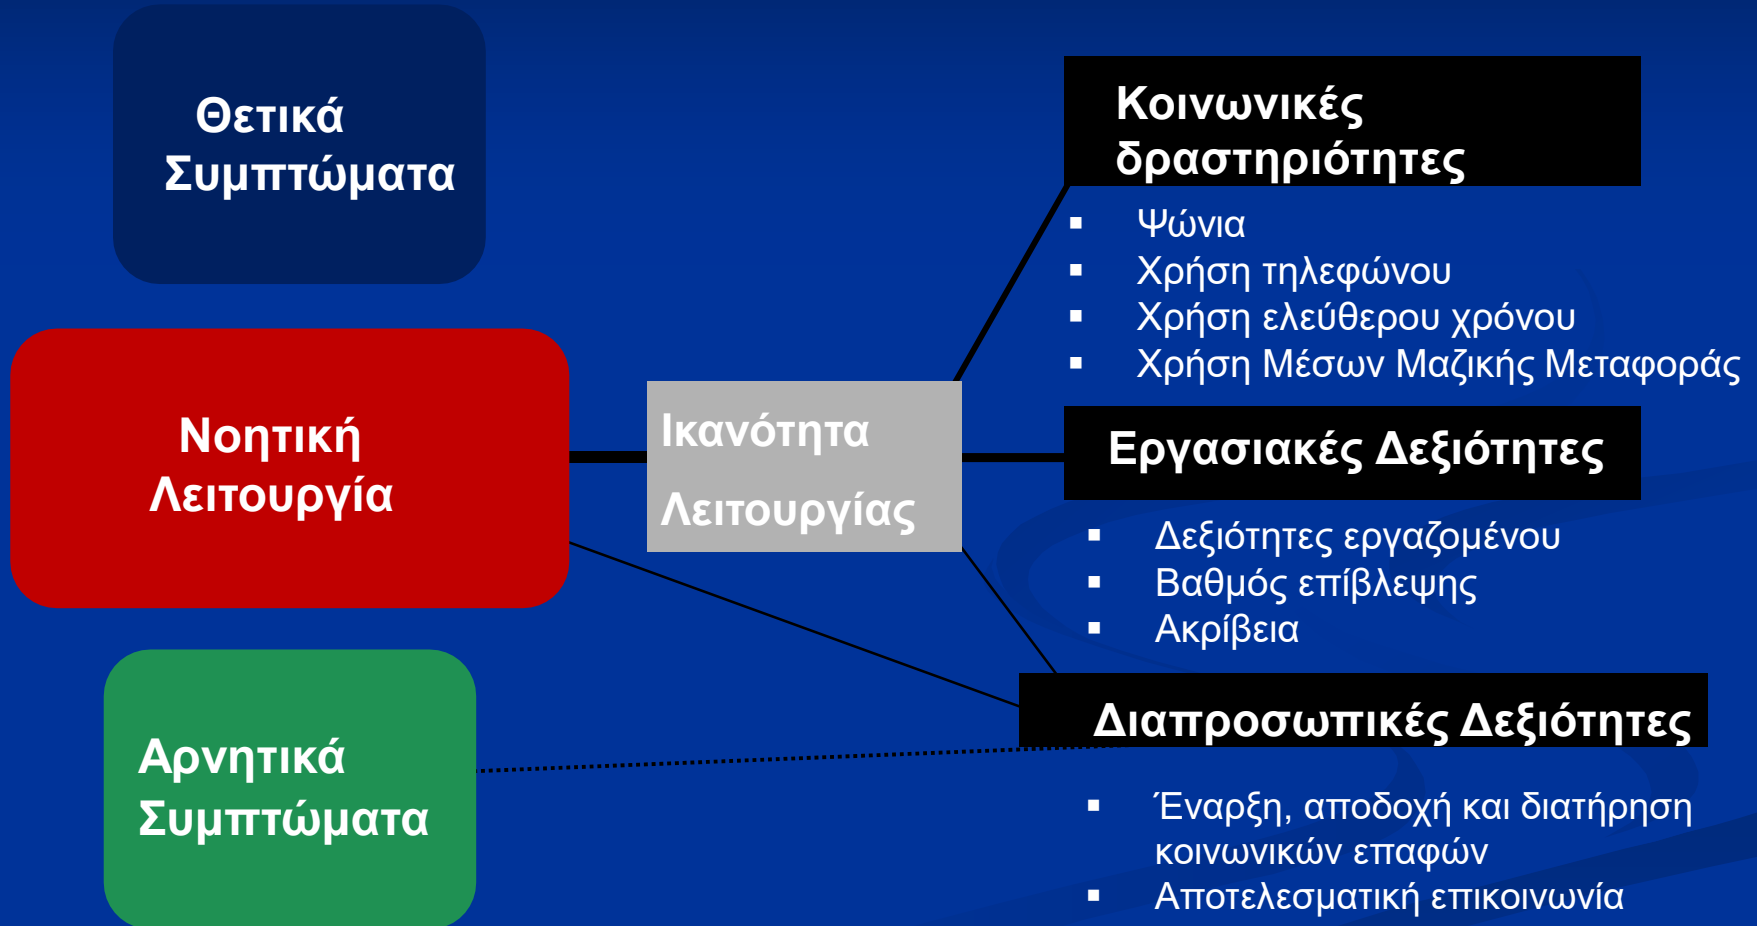 Θετικά
Συμπτώματα
Νοητική
Λειτουργία
Αρνητικά
Συμπτώματα
Ικανότητα
Λειτουργίας
Κοινωνικές
δραστηριότητες
▪ Ψώνια
▪ Χρήση τηλεφώνου
▪ Χρήση ελεύθερου χρόνου
▪ Χρήση Μέσων Μαζικής Μεταφοράς
Εργασιακές Δεξιότητες
▪ Δεξιότητες εργαζομένου
▪ Βαθμός επίβλεψης
▪ Ακρίβεια
Διαπροσωπικές Δεξιότητες
▪ Έναρξη, αποδοχή και διατήρηση
κοινωνικών επαφών
▪ Αποτελεσματική επικοινωνία